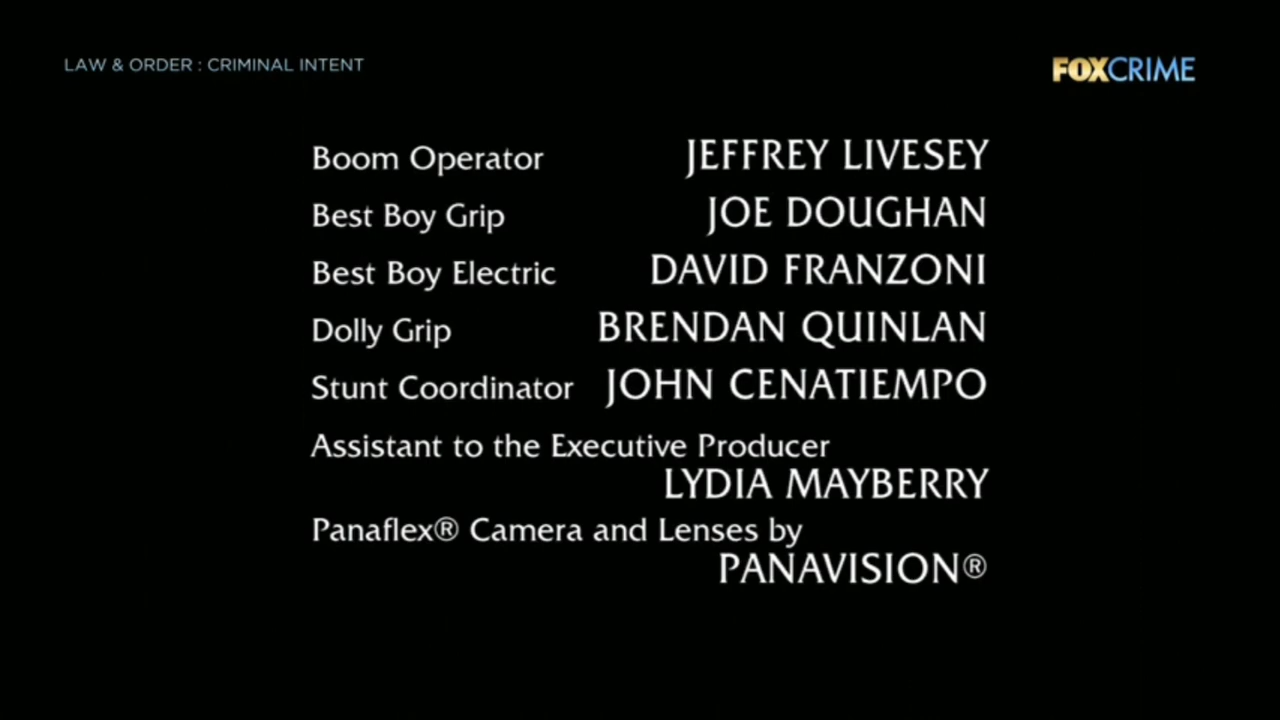 LAW & ORDER : CRIMINAL INTENT
FOXCRIME
Boom Operator JEFFREY LIVESEY
Best Boy Grip JOE DOUGHAN
Best Boy Electric DAVID FRANZONI
Dolly Grip BRENDAN QUINLAN
Stunt Coordinator JOHN CENATIEMPO
Assistant to the Executive Producer
LYDIA MAYBERRY
Panaflex® Camera and Lenses by
PANAVISION®